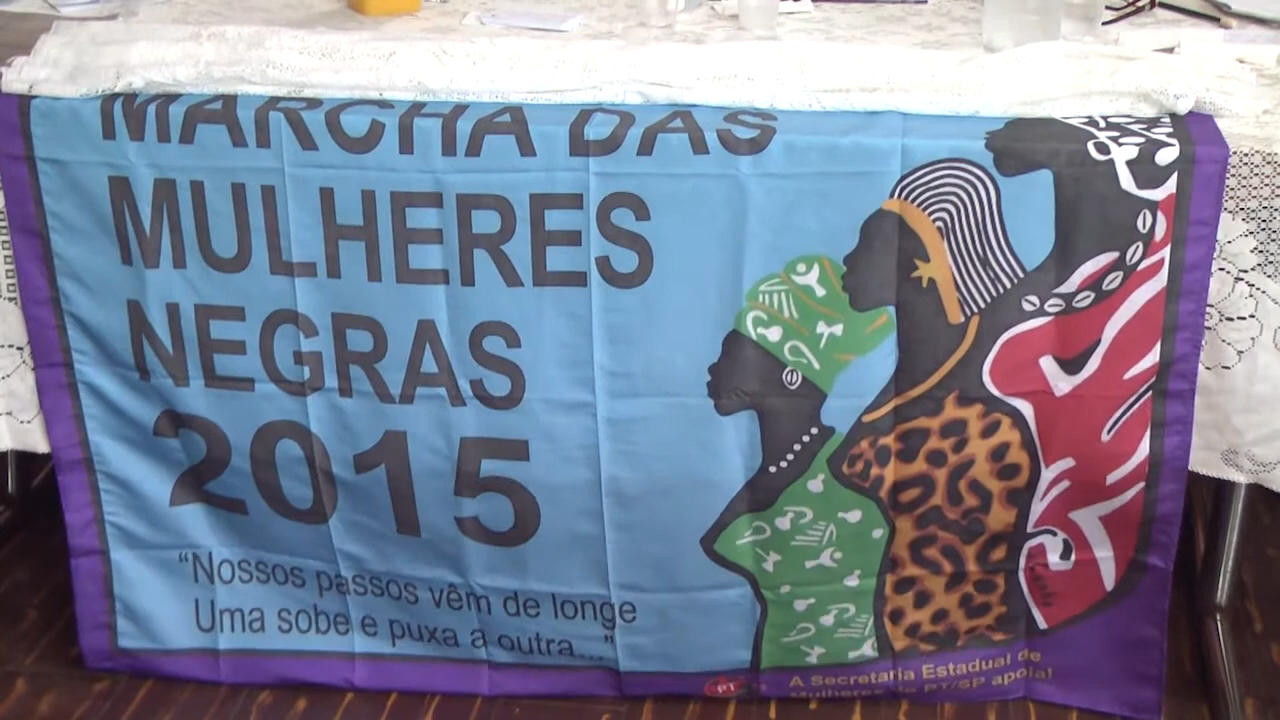 MARCHA DAS
MULHERES
NEGRAS
2015
“Nossos passos vêm de longe
Uma sobe e puxa a outra...”
PT
A Secretaria Estadual de
Mulheres do PT/SP apoia!